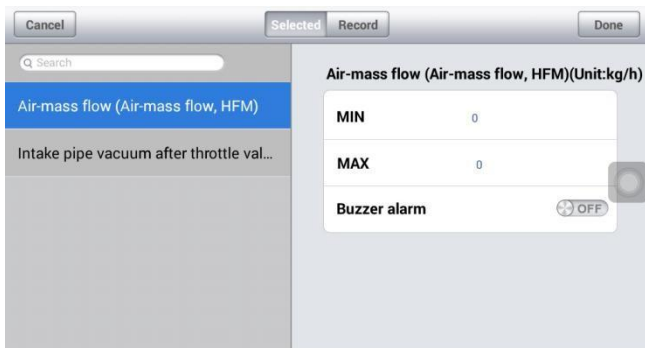 Cancel
Selected
Record
Done
Search
Air-mass flow (Air-mass flow, HFM)
Intake pipe vacuum after throttle val...
Air-mass flow (Air-mass flow, HFM)(Unit:kg/h)
MIN
0
MAX
0
Buzzer alarm
OFF